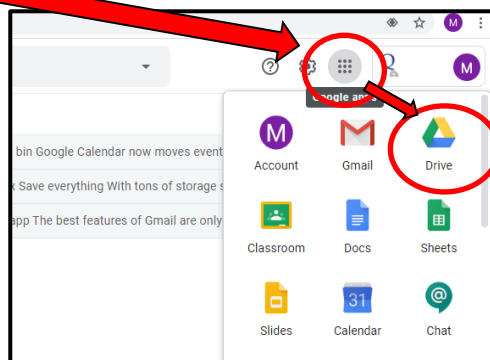 M
M
Google apps
bin Google Calendar now moves event
Save everything With tons of storage s
app The best features of Gmail are only
M
Account
Gmail
Drive
Classroom
Docs
Sheets
Slides
31
Calendar
Chat